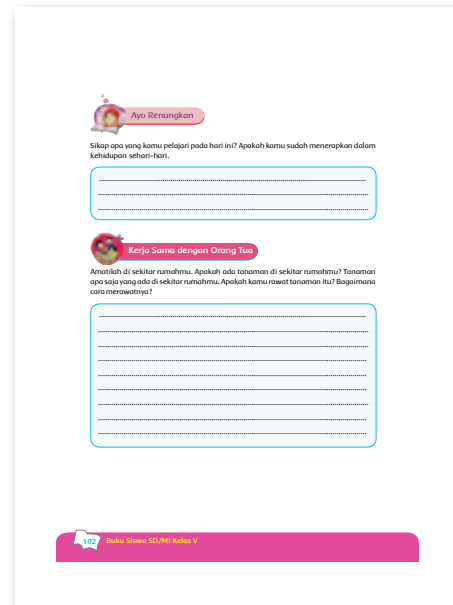 Ayo Renungkan
Sikap apa yang kamu pelajari pada hari ini? Apakah kamu sudah menerapkan dalam
kehidupan sehari-hari.
Kerja Sama dengan Orang Tua
Amatilah di sekitar rumahmu. Apakah ada tanaman di sekitar rumahmu? Tanaman
apa saja yang ada di sekitar rumahmu. Apakah kamu rawat tanaman itu? Bagaimana
cara merawatnya?
102 Buku Siswa SD/MI Kelas V